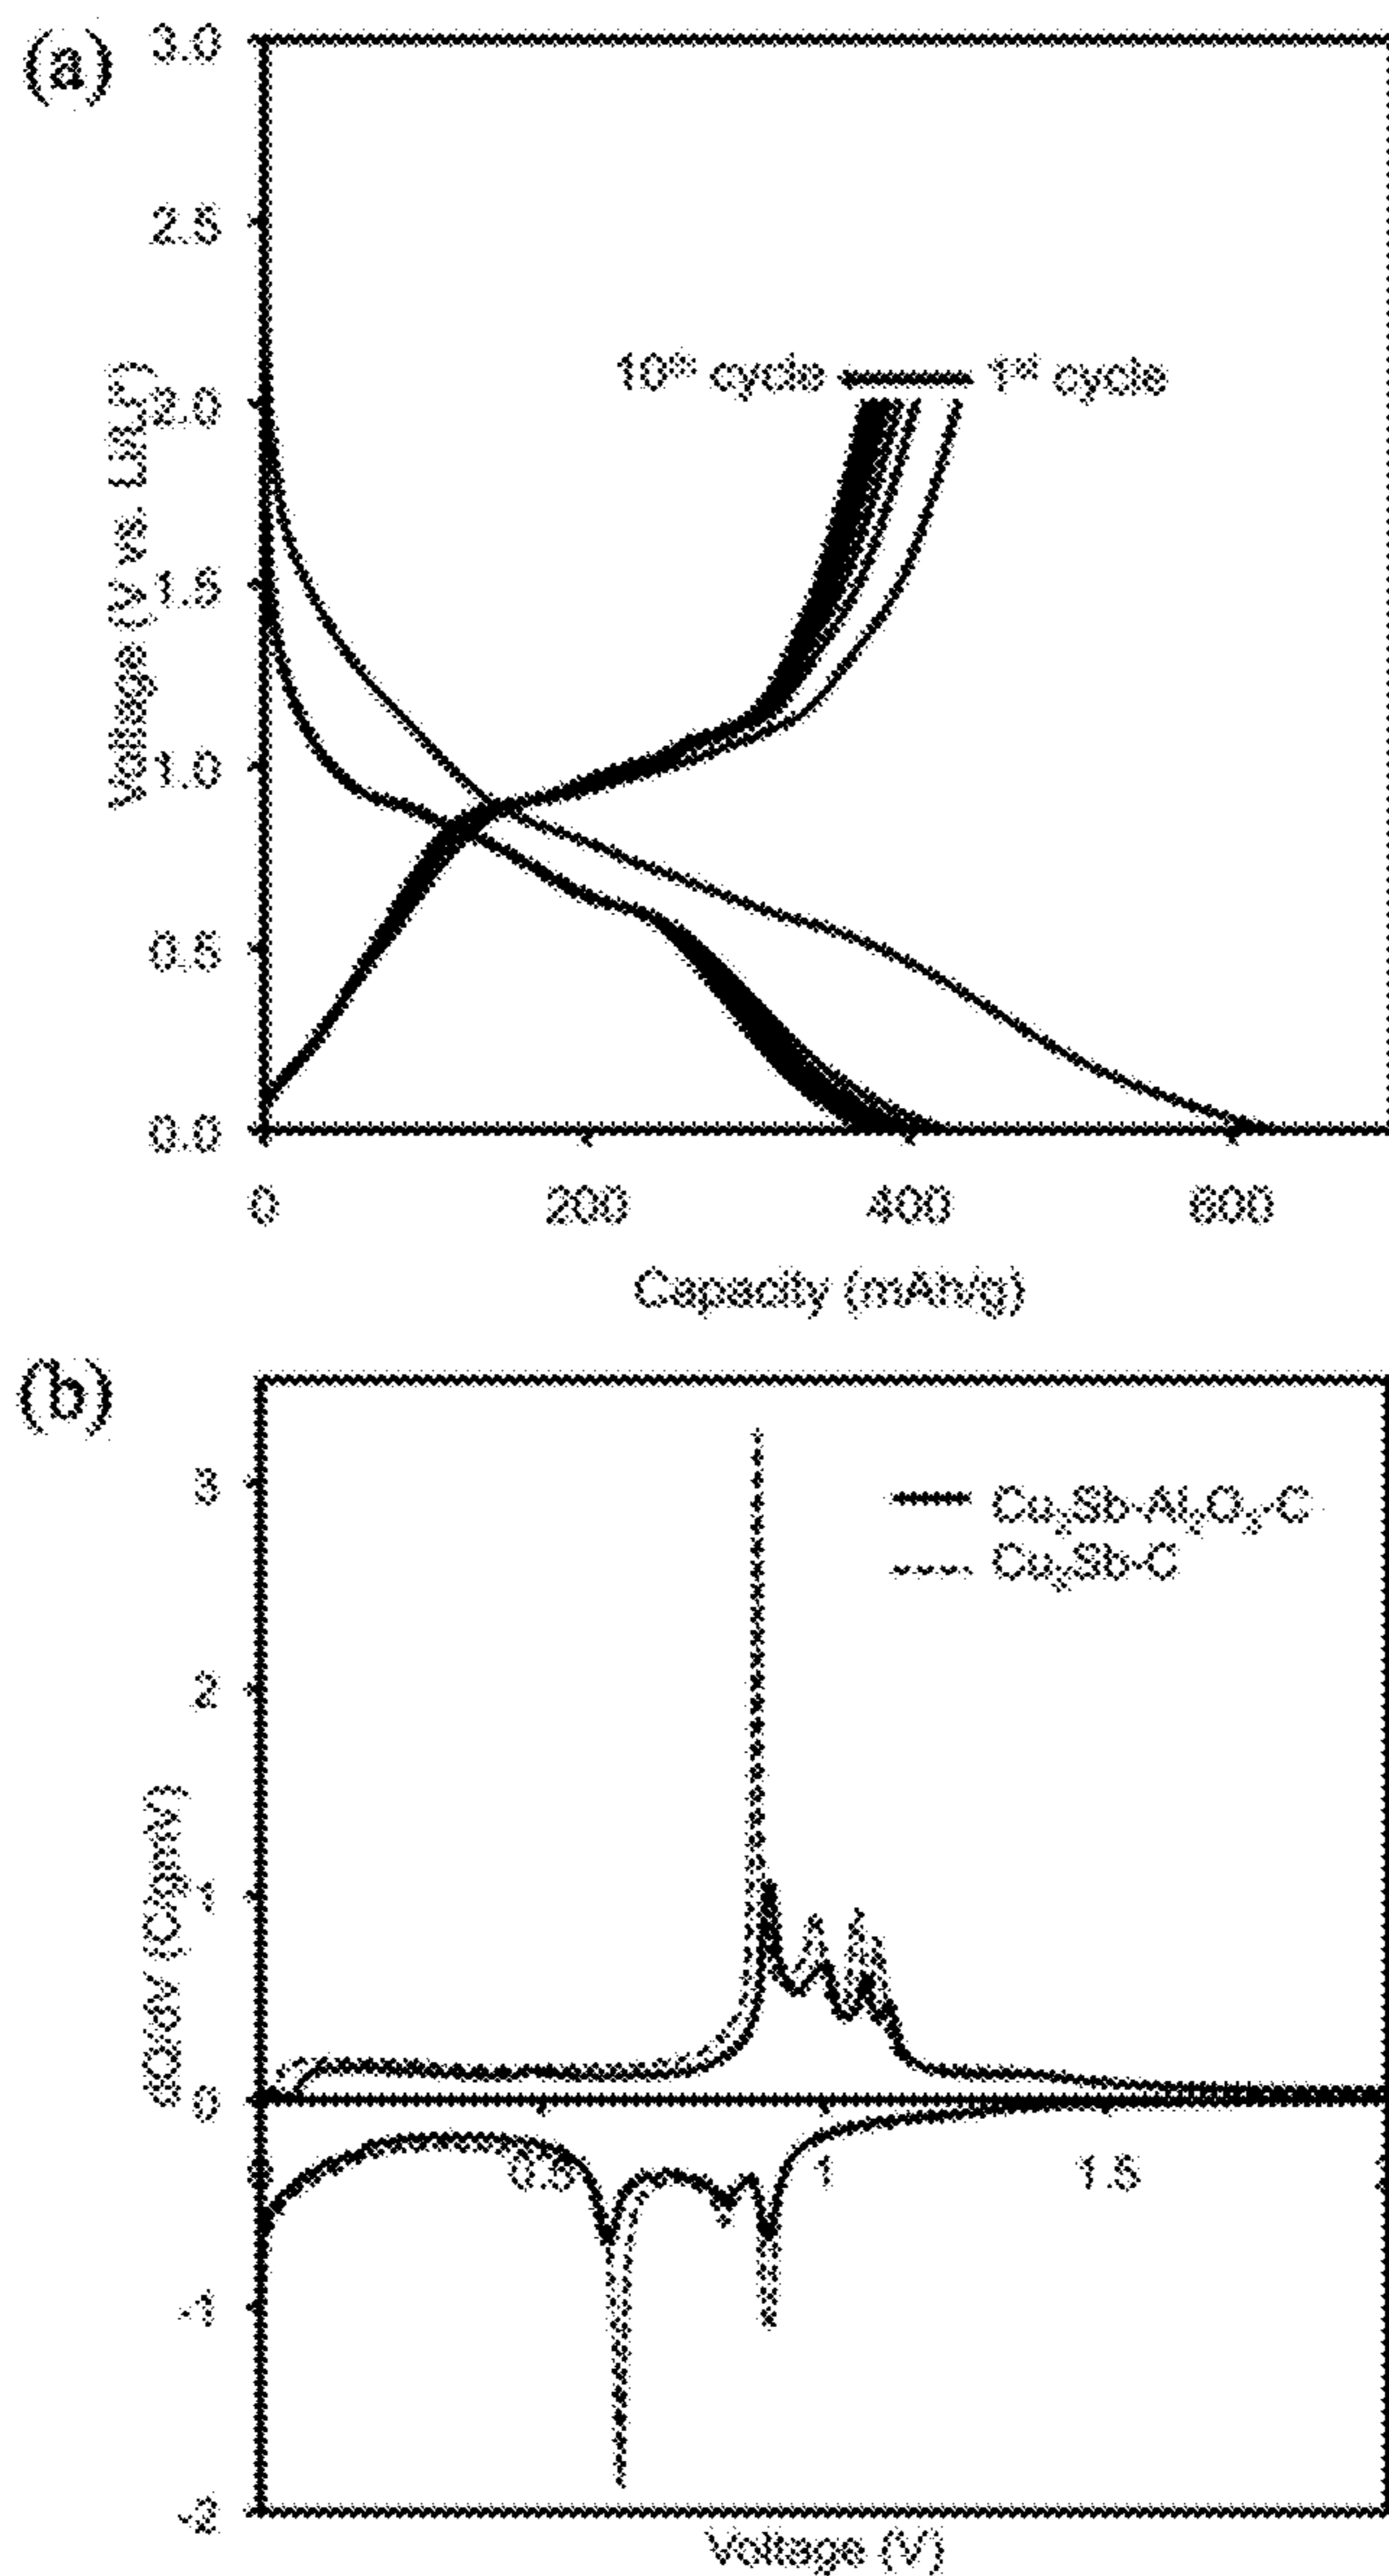 (a)
3.0
2.5
2.0
1.5
1.0
0.5
0.0
Voltage (V vs. Li/Li⁺)
10th cycle 1st cycle
0 200 400 600
Capacity (mAh/g)
(b)
3
2
1
0
-1
-2
dQ/dV (C/gmV)
Cu₂Sb-Al₂O₃-C
Cu₂Sb-C
0 0.5 1 1.5
Voltage (V)